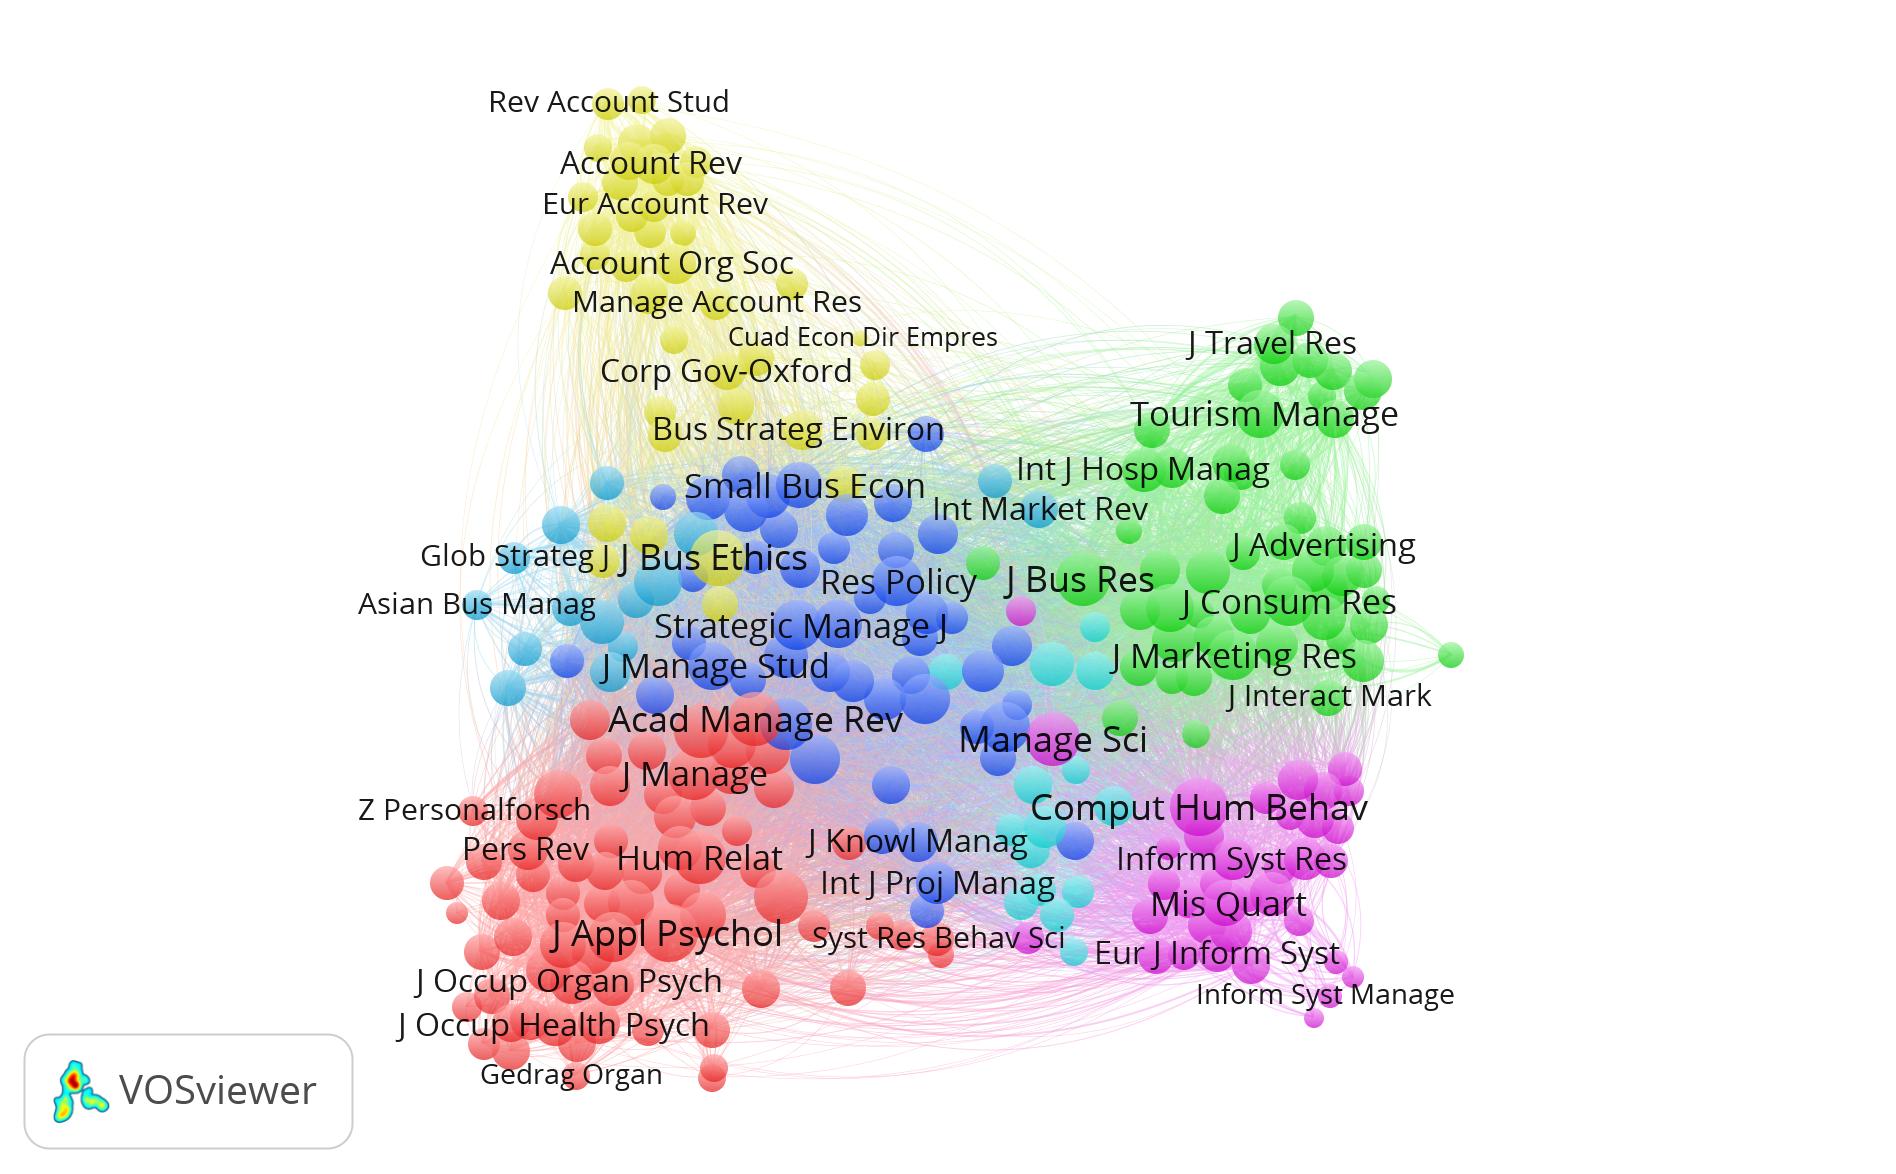 Rev Account Stud
Account Rev
Eur Account Rev
Account Org Soc
Manage Account Res
Cuad Econ Dir Empres
J Travel Res
Corp Gov-Oxford
Tourism Manage
Bus Strateg Environ
Int J Hosp Manag
Small Bus Econ
Int Market Rev
J Advertising
Glob Strateg J
J Bus Ethics
Res Policy
J Bus Res
Asian Bus Manag
J Consum Res
Strategic Manage J
J Manage Stud
J Marketing Res
J Interact Mark
Acad Manage Rev
Manage Sci
J Manage
Z Personalforsch
Comput Hum Behav
Pers Rev
Hum Relat
J Knowl Manag
Inform Syst Res
Int J Proj Manag
Mis Quart
J Appl Psychol
Syst Res Behav Sci
Eur J Inform Syst
J Occup Organ Psych
Inform Syst Manage
J Occup Health Psych
Gedrag Organ
VOSviewer